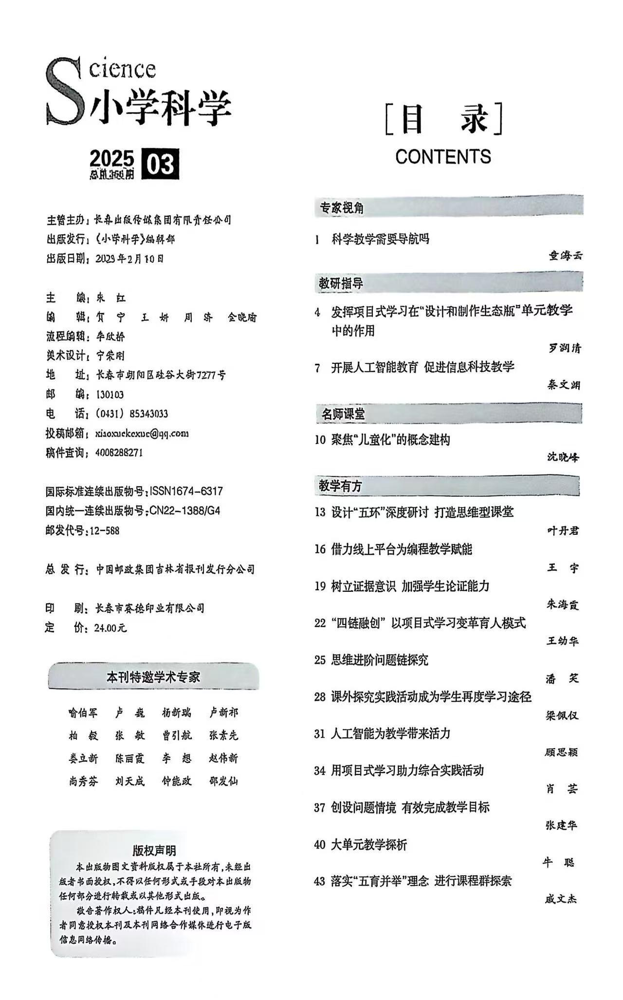 Science
小学科学
2025 03
主管主办：长春出版传媒集团有限责任公司
出版发行：《小学科学》编辑部
出版日期：2025年2月10日
主　　编：朱　红
编　　辑：贺　宁　王　妍　周　济　金晓瑜
流程编辑：李欣桥
美术设计：宁荣刚
地　　址：长春市朝阳区硅谷大街7277号
邮　　编：130103
电　　话：（0431）85343033
投稿邮箱：xiaoxuekexue@qq.com
稿件查询：4008288271
国际标准连续出版物号：ISSN1674-6317
国内统一连续出版物号：CN22-1388/G4
邮发代号：12-588
总 发 行：中国邮政集团吉林省报刊发行分公司
印　　刷：长春市赛德印业有限公司
定　　价：24.00元
本刊特邀学术专家
喻伯军　卢　巍　杨新瑞　卢新祁
柏　毅　张　敏　曾引航　张素先
娄立新　陈丽霞　李　想　赵伟新
尚秀芬　刘天成　钟能政　邵发仙
版权声明
本出版物图文资料版权属于本社所有，未经出
版者书面授权，不得以任何形式或手段对本出版物
任何部分进行转载或以其他形式出版。
敬告著作权人：稿件凡经本刊使用，即视为作
者同意授权本刊及本刊网络合作媒体进行电子版
信息网络传播。
［目　录］
CONTENTS
专家视角
1　科学教学需要导航吗
童海云
教研指导
4　发挥项目式学习在“设计和制作生态瓶”单元教学
中的作用
罗润清
7　开展人工智能教育 促进信息科技教学
秦文
名师课堂
10 聚焦“儿童化”的概念建构
沈晓峰
教学有方
13 设计“五环”深度研讨 打造思维型课堂
叶丹君
16 借力线上平台为编程教学赋能
王　宇
19 树立证据意识 加强学生论证能力
朱海霞
22 “四链融创” 以项目式学习变革育人模式
王幼华
25 思维进阶问题链探究
潘　笑
28 课外探究实践活动成为学生再度学习途径
梁佩仪
31 人工智能为教学带来活力
顾思颖
34 用项目式学习助力综合实践活动
肖　芸
37 创设问题情境 有效完成教学目标
张建华
40 大单元教学探析
牛　聪
43 落实“五育并举”理念 进行课程群探索
戚文杰